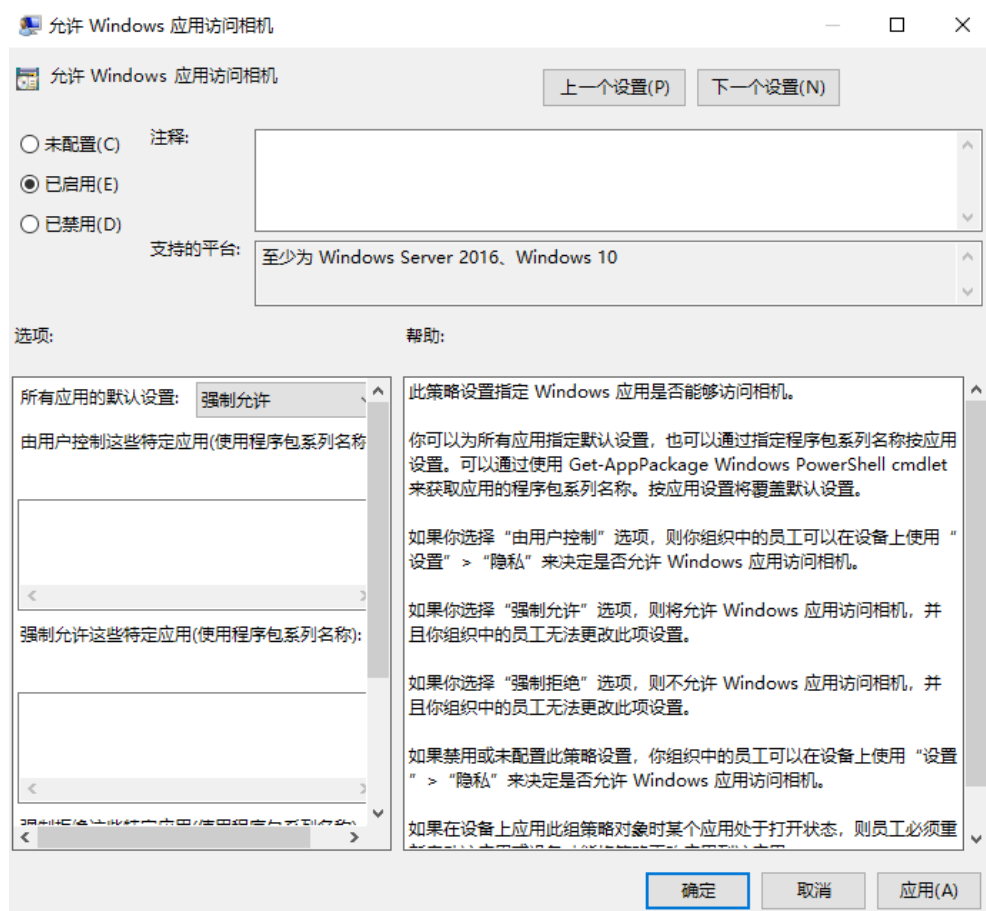 允许 Windows 应用访问相机
允许 Windows 应用访问相机
上一个设置(P)
下一个设置(N)
未配置(C)
已启用(E)
已禁用(D)
注释:
支持的平台:
至少为 Windows Server 2016、Windows 10
选项:
帮助:
所有应用的默认设置:
强制允许
由用户控制这些特定应用(使用程序包系列名称
强制允许这些特定应用(使用程序包系列名称):
强制拒绝这些特定应用(使用程序包系列名称)
此策略设置指定 Windows 应用是否能够访问相机。
你可以为所有应用指定默认设置，也可以通过指定程序包系列名称按应用
设置。可以通过使用 Get-AppPackage Windows PowerShell cmdlet
来获取应用的程序包系列名称。按应用设置将覆盖默认设置。
如果你选择“由用户控制”选项，则你组织中的员工可以在设备上使用“
设置”>“隐私”来决定是否允许 Windows 应用访问相机。
如果你选择“强制允许”选项，则将允许 Windows 应用访问相机，并
且你组织中的员工无法更改此项设置。
如果你选择“强制拒绝”选项，则不允许 Windows 应用访问相机，并
且你组织中的员工无法更改此项设置。
如果禁用或未配置此策略设置，你组织中的员工可以在设备上使用“设置
”>“隐私”来决定是否允许 Windows 应用访问相机。
如果在设备上应用此组策略对象时某个应用处于打开状态，则员工必须重
确定
取消
应用(A)